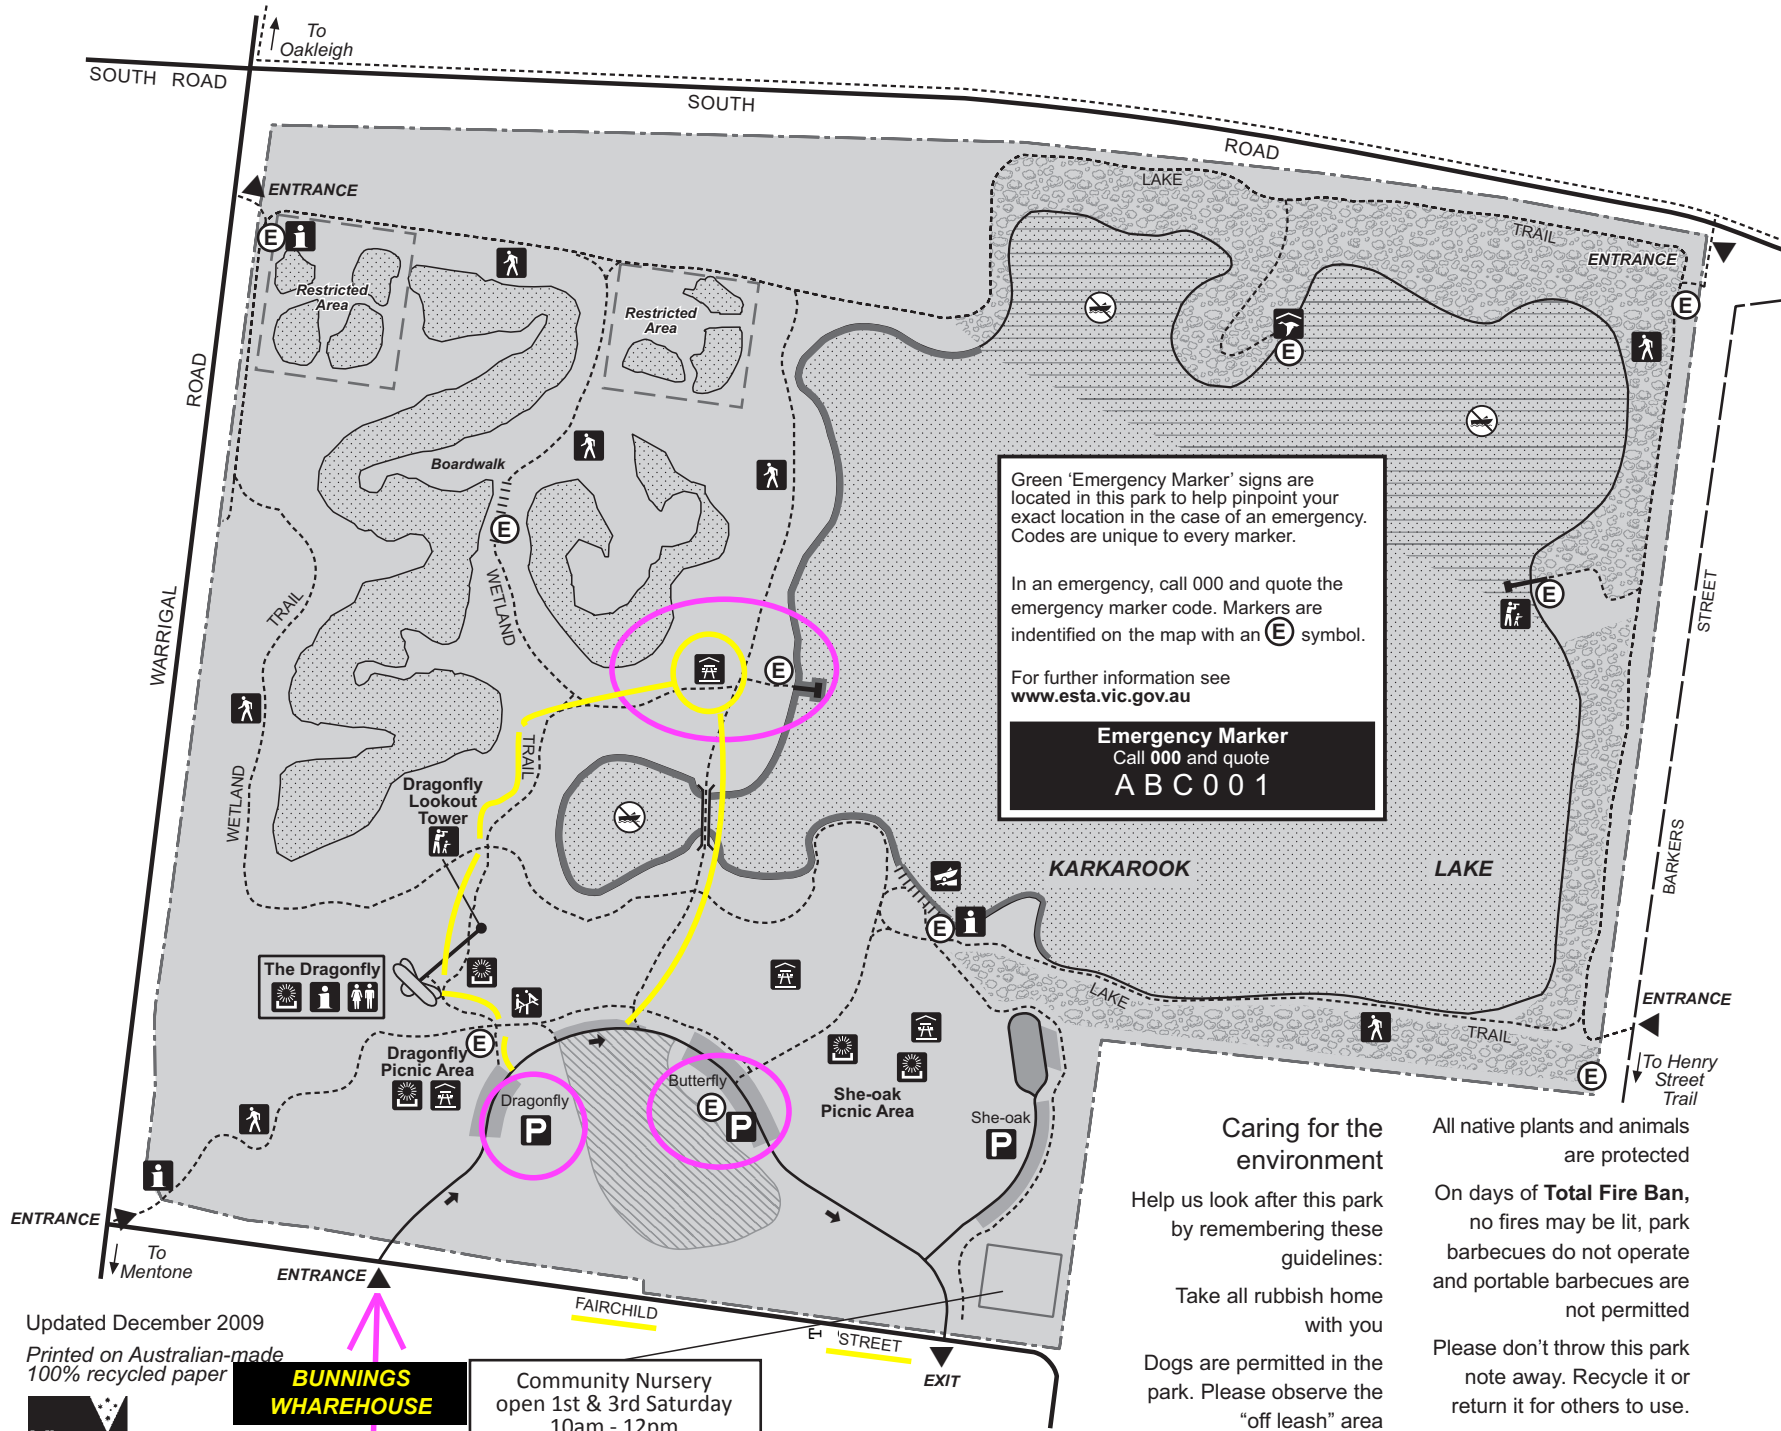 To
Oakleigh
SOUTH ROAD
SOUTH
ROAD
ENTRANCE
LAKE
TRAIL
ENTRANCE
E
E
Restricted
Area
Restricted
Area
E
E
ROAD
Boardwalk
E
WETLAND
TRAIL
WARRIGAL
Green ‘Emergency Marker’ signs are
located in this park to help pinpoint your
exact location in the case of an emergency.
Codes are unique to every marker.
In an emergency, call 000 and quote the
emergency marker code. Markers are
indentified on the map with an E symbol.
For further information see
www.esta.vic.gov.au
Emergency Marker
Call 000 and quote
A B C 0 0 1
E
STREET
E
TRAIL
WETLAND
Dragonfly
Lookout
Tower
KARKAROOK LAKE
BARKERS
E
The Dragonfly
LAKE
TRAIL
ENTRANCE
To Henry
Street
Trail
E
E
Dragonfly
Picnic Area
Dragonfly
P
Butterfly
E
P
She-oak
Picnic Area
She-oak
P
ENTRANCE
To
Mentone
ENTRANCE
FAIRCHILD
STREET
EXIT
Updated December 2009
Printed on Australian-made
100% recycled paper
BUNNINGS
WHAREHOUSE
Community Nursery
open 1st & 3rd Saturday
10am - 12pm
Caring for the
environment
Help us look after this park
by remembering these
guidelines:
Take all rubbish home
with you
Dogs are permitted in the
park. Please observe the
“off leash” area
All native plants and animals
are protected
On days of Total Fire Ban,
no fires may be lit, park
barbecues do not operate
and portable barbecues are
not permitted
Please don’t throw this park
note away. Recycle it or
return it for others to use.